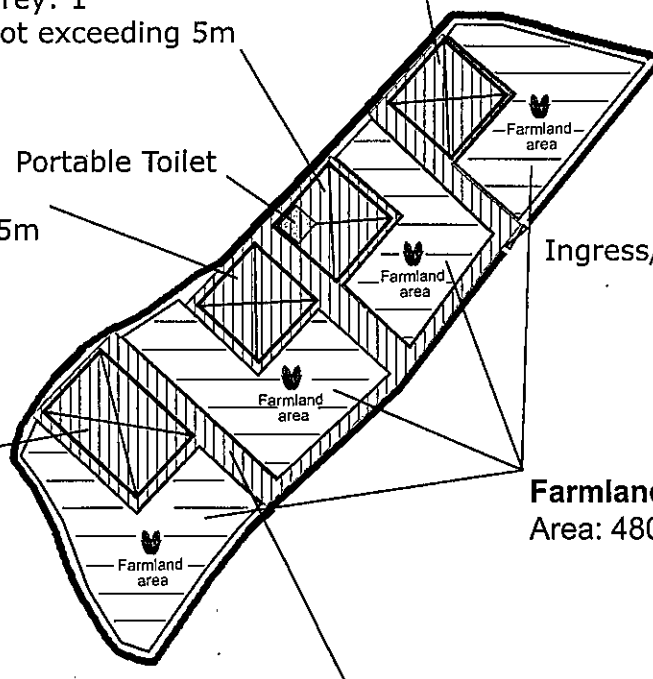 rey: 1
ot exceeding 5m
Portable Toilet
5m
Farmland
area
Farmland
area
Ingress/
Farmland
area
Farmland
Area: 480
Farmland
area